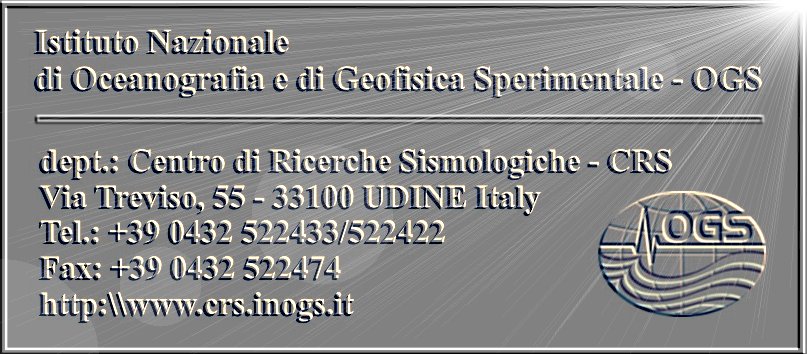 Istituto Nazionale
di Oceanografia e di Geofisica Sperimentale - OGS
dept.: Centro di Ricerche Sismologiche - CRS
Via Treviso, 55 - 33100 UDINE Italy
Tel.: +39 0432 522433/522422
Fax: +39 0432 522474
http:\\www.crs.inogs.it
OGS